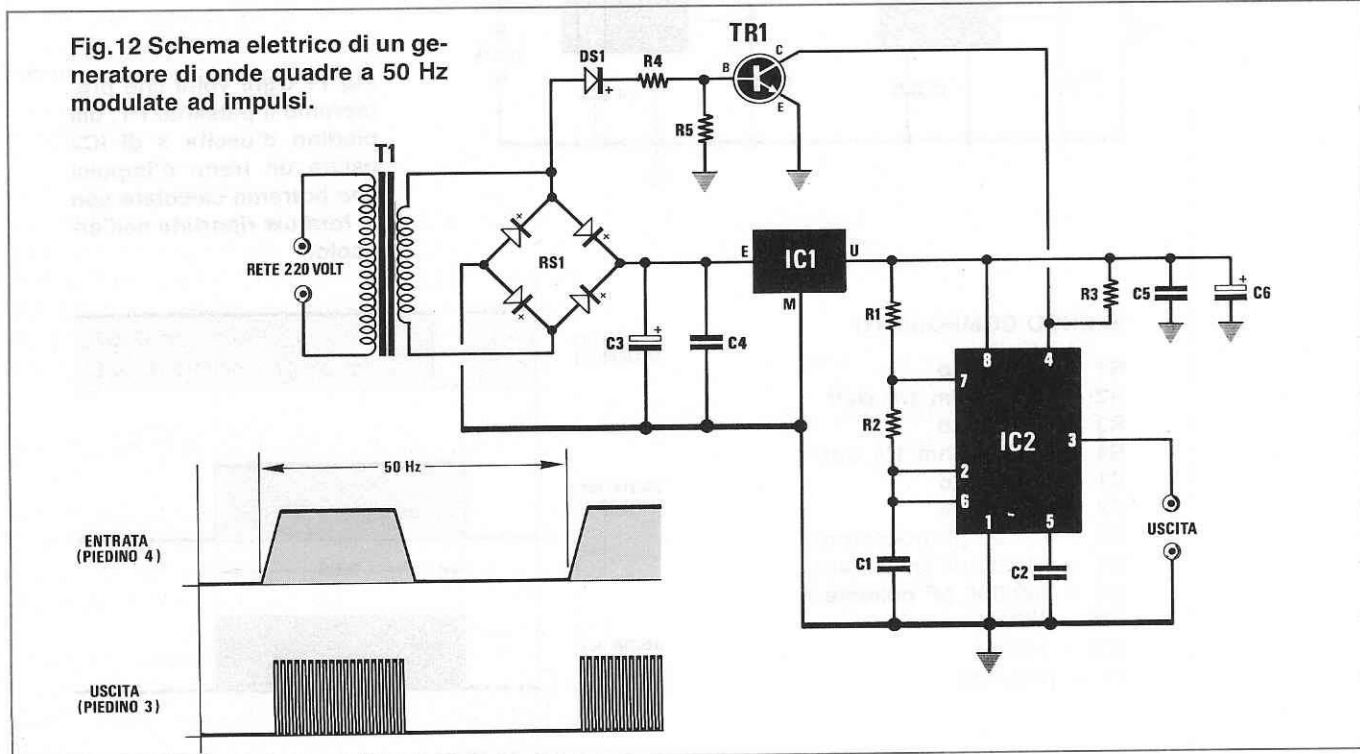 Fig.12 Schema elettrico di un ge-
neratore di onde quadre a 50 Hz
modulate ad impulsi.
TR1
C
B
E
DS1
+
R4
R5
T1
RETE 220 VOLT
RS1
E
IC1
U
M
C3
+
C4
R1
R2
R3
C5
+
C6
8
4
7
IC2
3
2
6
1
5
C1
C2
USCITA
50 Hz
ENTRATA
(PIEDINO 4)
USCITA
(PIEDINO 3)